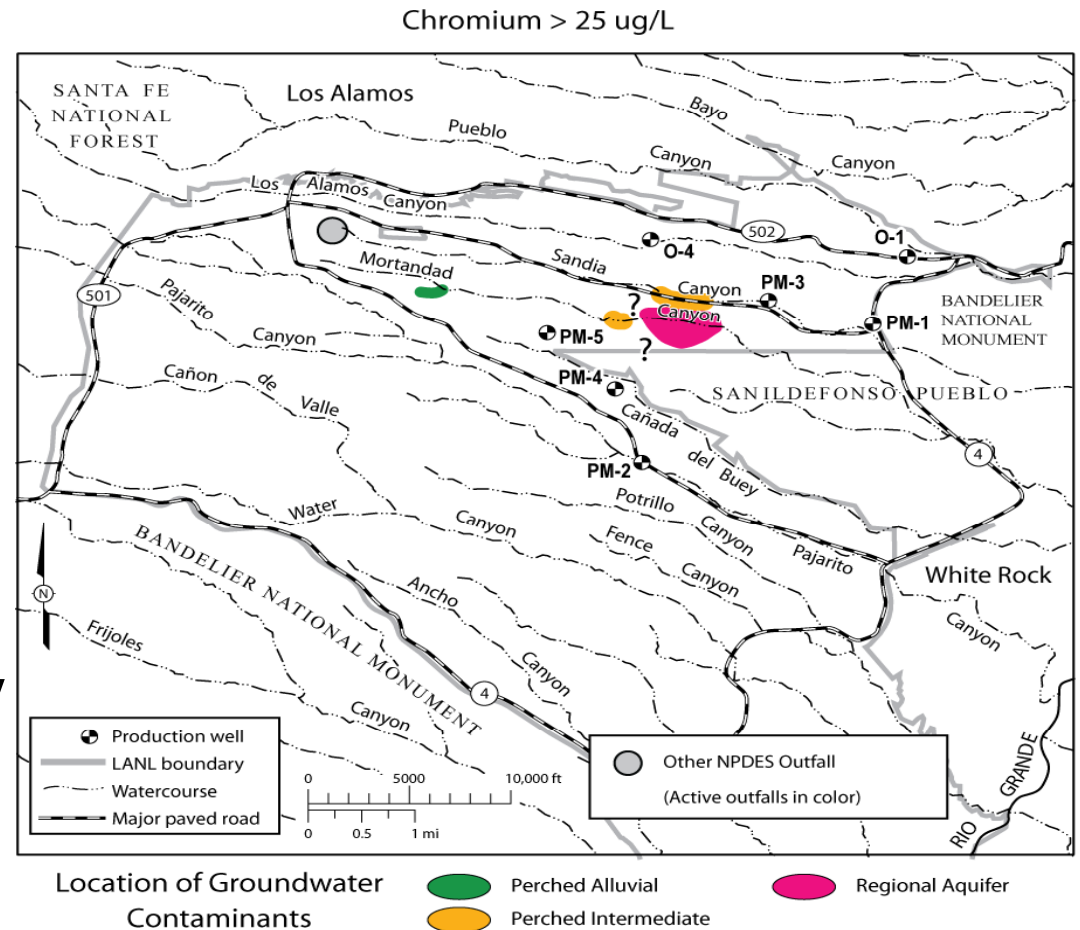 Chromium > 25 ug/L
SANTA FE
NATIONAL
FOREST
Los Alamos
Bayo
Pueblo
Canyon
Canyon
Los Alamos
Canyon
502
O-1
O-4
Sandia
Mortandad
Canyon
PM-3
501
Pajarito
?
Canyon
BANDELIER
NATIONAL
MONUMENT
PM-1
Canyon
PM-5
?
Cañon
de
Valle
PM-4
SANILDEFONSO PUEBLO
Cañada
del Buey
4
PM-2
Water
Canyon
Potrillo
Canyon
Fence
Canyon
Pajarito
BANDELIER NATIONAL MONUMENT
Ancho
Canyon
White Rock
Canyon
N
Frijoles
Canyon
4
Production well
LANL boundary
Watercourse
Major paved road
0 5000 10,000 ft
0 0.5 1 mi
Other NPDES Outfall
(Active outfalls in color)
RIO GRANDE
Location of Groundwater
Contaminants
Perched Alluvial
Perched Intermediate
Regional Aquifer